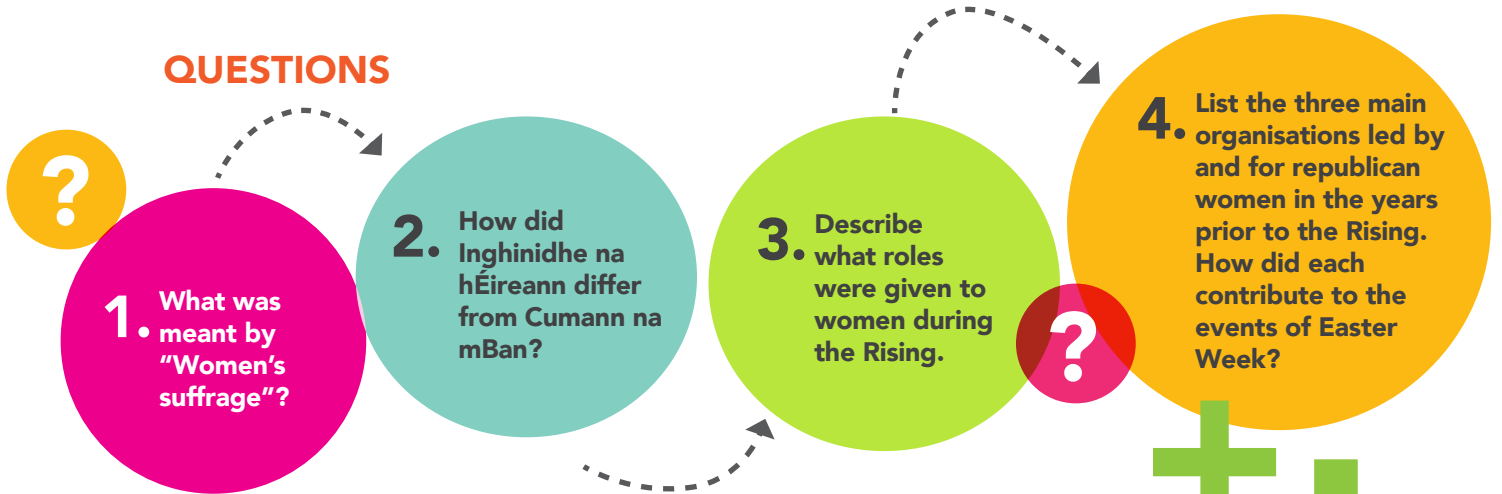 QUESTIONS
?
1. What was
meant by
“Women’s
suffrage”?
2. How did
Inghinidhe na
hÉireann differ
from Cumann na
mBan?
3. Describe
what roles
were given to
women during
the Rising.
?
4. List the three main
organisations led by
and for republican
women in the years
prior to the Rising.
How did each
contribute to the
events of Easter
Week?